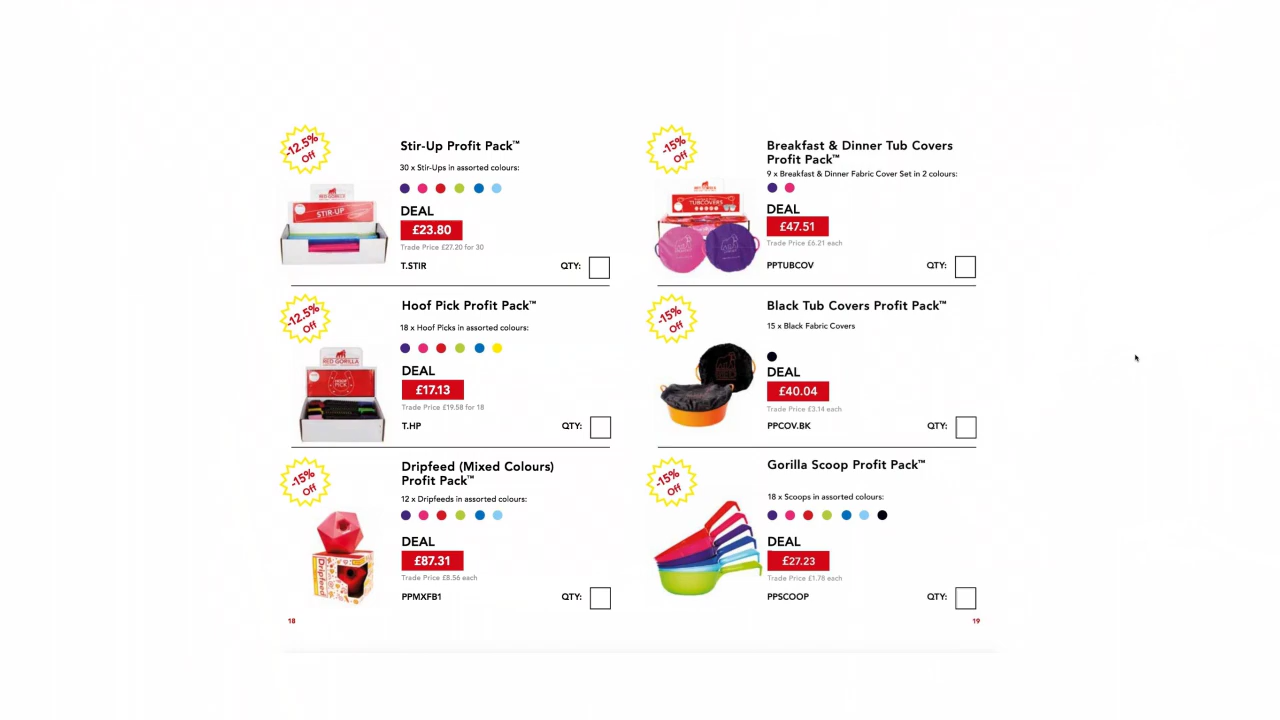 -12.5%
Off
Stir-Up Profit Pack™
30 x Stir-Ups in assorted colours:
RED GORILLA
STIR-UP
DEAL
£23.80
Trade Price £27.20 for 30
T.STIR
QTY:
-12.5%
Off
Hoof Pick Profit Pack™
18 x Hoof Picks in assorted colours:
RED GORILLA
HOOF
PICK
DEAL
£17.13
Trade Price £19.58 for 18
T.HP
QTY:
-15%
Off
Dripfeed (Mixed Colours)
Profit Pack™
12 x Dripfeeds in assorted colours:
Dripfeed
DEAL
£87.31
Trade Price £8.56 each
PPMXFB1
QTY:
18
-15%
Off
Breakfast & Dinner Tub Covers
Profit Pack™
9 x Breakfast & Dinner Fabric Cover Set in 2 colours:
TUBCOVERS
DEAL
£47.51
Trade Price £6.21 each
PPTUBCOV
QTY:
-15%
Off
Black Tub Covers Profit Pack™
15 x Black Fabric Covers
DEAL
£40.04
Trade Price £3.14 each
PPCOV.BK
QTY:
-15%
Off
Gorilla Scoop Profit Pack™
18 x Scoops in assorted colours:
DEAL
£27.23
Trade Price £1.78 each
PPSCOOP
QTY:
19